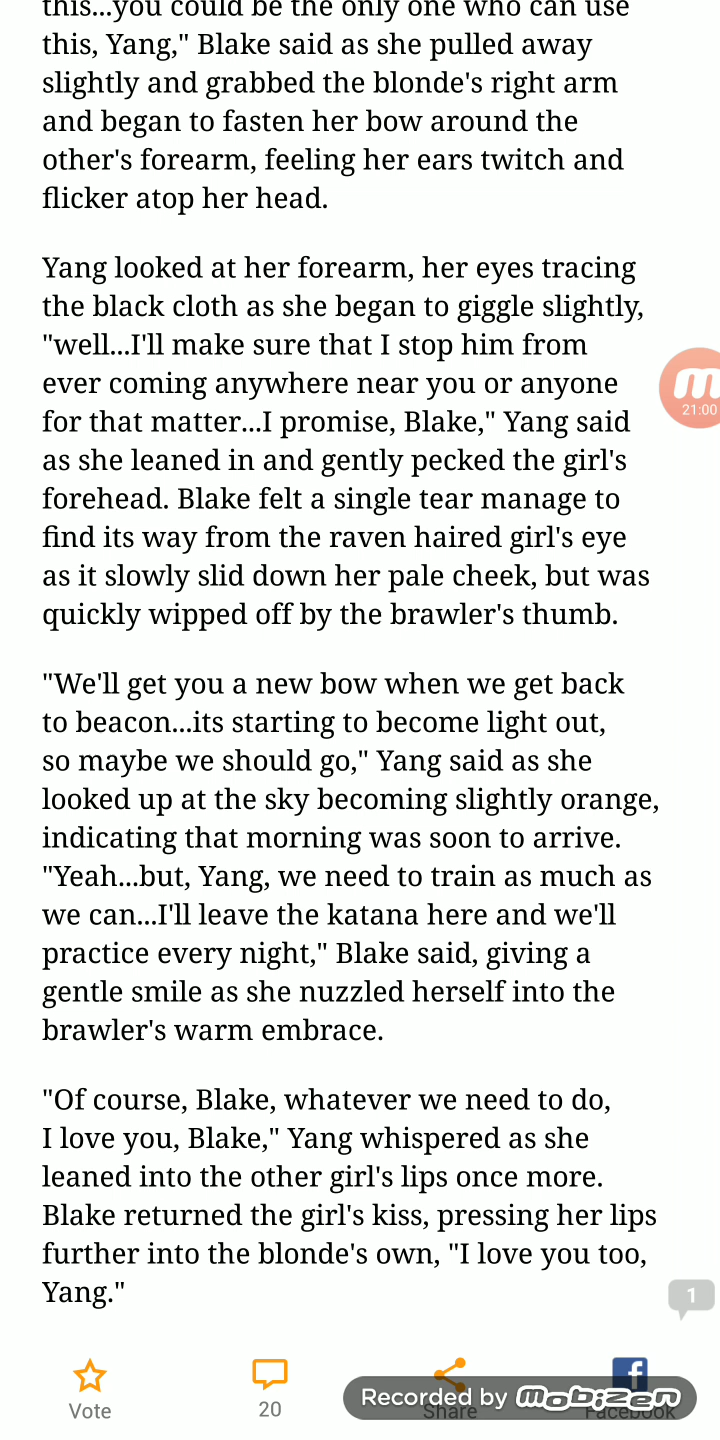 this...you could be the only one who can use
this, Yang," Blake said as she pulled away
slightly and grabbed the blonde's right arm
and began to fasten her bow around the
other's forearm, feeling her ears twitch and
flicker atop her head.
Yang looked at her forearm, her eyes tracing
the black cloth as she began to giggle slightly,
"well...I'll make sure that I stop him from
ever coming anywhere near you or anyone
for that matter...I promise, Blake," Yang said
as she leaned in and gently pecked the girl's
forehead. Blake felt a single tear manage to
find its way from the raven haired girl's eye
as it slowly slid down her pale cheek, but was
quickly wipped off by the brawler's thumb.
"We'll get you a new bow when we get back
to beacon...its starting to become light out,
so maybe we should go," Yang said as she
looked up at the sky becoming slightly orange,
indicating that morning was soon to arrive.
"Yeah...but, Yang, we need to train as much as
we can...I'll leave the katana here and we'll
practice every night," Blake said, giving a
gentle smile as she nuzzled herself into the
brawler's warm embrace.
"Of course, Blake, whatever we need to do,
I love you, Blake," Yang whispered as she
leaned into the other girl's lips once more.
Blake returned the girl's kiss, pressing her lips
further into the blonde's own, "I love you too,
Yang."
m
21:00
1
f
Recorded by Mobizen
Vote
20
Share
Facebook